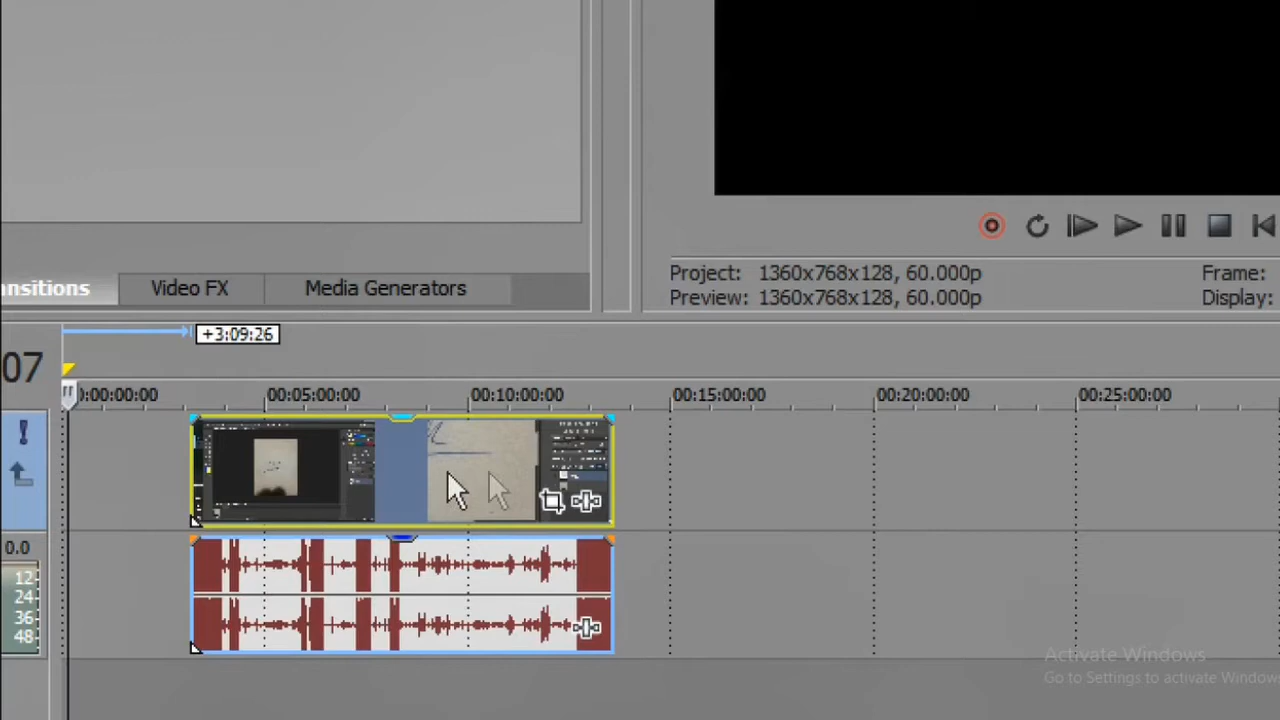 Project: 1360x768x128, 60.000p
Frame:
Preview: 1360x768x128, 60.000p
Display:
ansitions
Video FX
Media Generators
+3:09:26
07
:00:00:00
00:05:00:00
00:10:00:00
00:15:00:00
00:20:00:00
00:25:00:00
0.0
12
24
36
48
Activate Windows
Go to Settings to activate Window